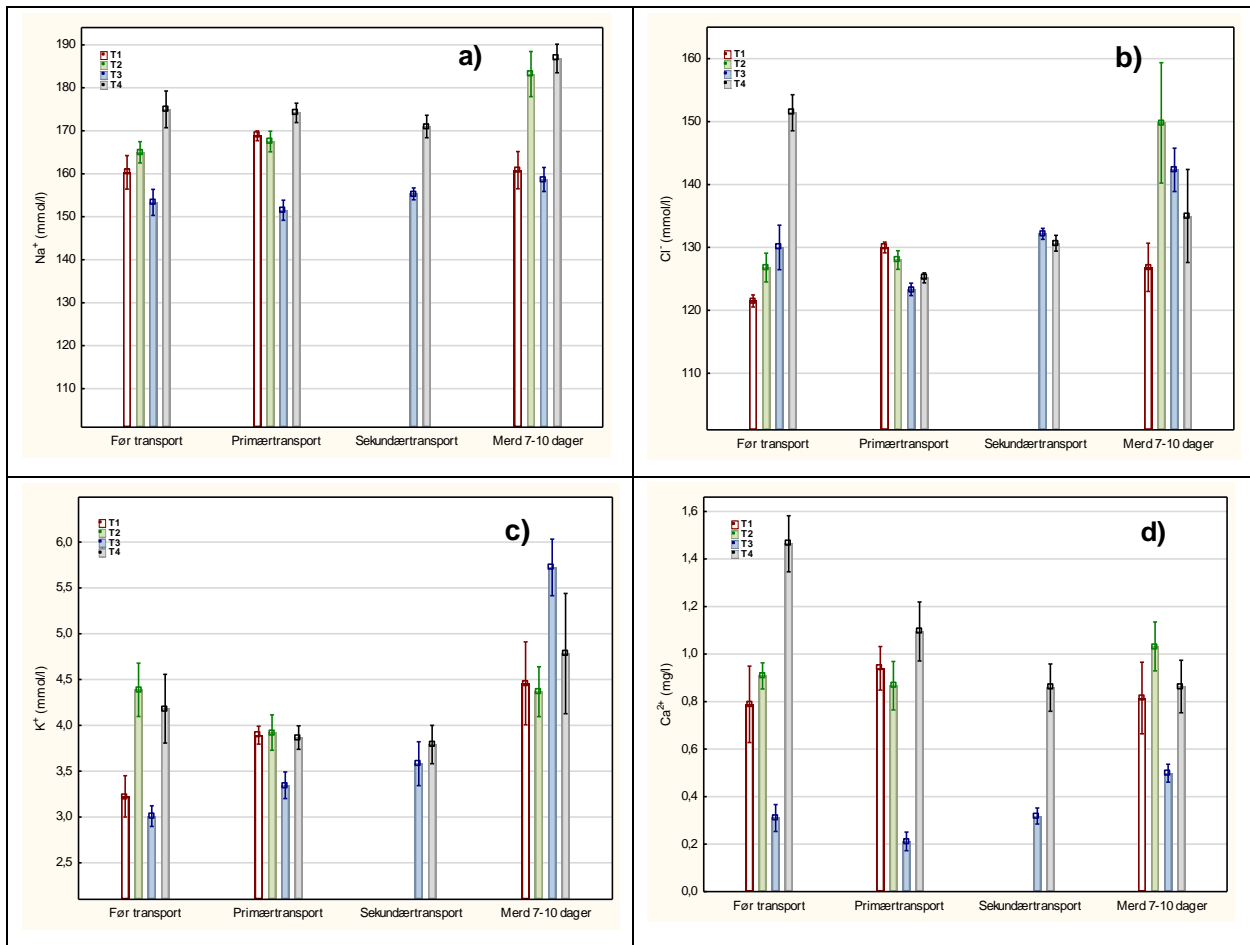 a)
T1
T2
T3
T4
190
180
170
160
150
140
130
120
110
Na⁺ (mmol/l)
Før transport Primærtransport Sekundærtransport Merd 7-10 dager
b)
T1
T2
T3
T4
160
150
140
130
120
110
Cl⁻ (mmol/l)
Før transport Primærtransport Sekundærtransport Merd 7-10 dager
c)
T1
T2
T3
T4
6,0
5,5
5,0
4,5
4,0
3,5
3,0
2,5
K⁺ (mmol/l)
Før transport Primærtransport Sekundærtransport Merd 7-10 dager
d)
T1
T2
T3
T4
1,6
1,4
1,2
1,0
0,8
0,6
0,4
0,2
0,0
Ca²⁺ (mg/l)
Før transport Primærtransport Sekundærtransport Merd 7-10 dager